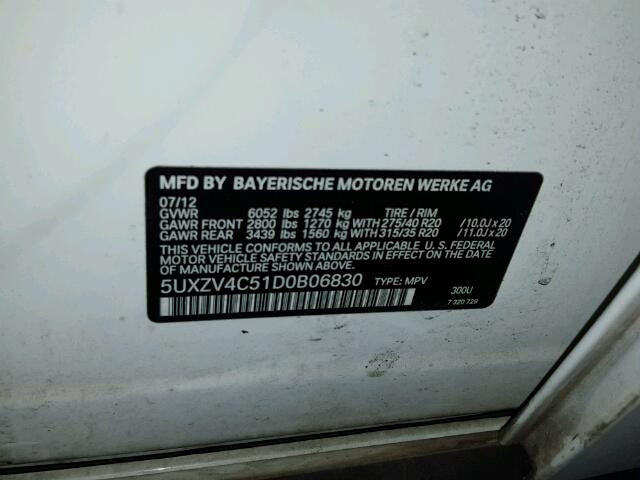 MFD BY BAYERISCHE MOTOREN WERKE AG
07/12
GVWR 6052 lbs 2745 kg TIRE / RIM
GAWR FRONT 2800 lbs 1270 kg WITH 275/40 R20 / 10.0J x 20
GAWR REAR 3439 lbs 1560 kg WITH 315/35 R20 / 11.0J x 20
THIS VEHICLE CONFORMS TO ALL APPLICABLE U. S. FEDERAL
MOTOR VEHICLE SAFETY STANDARDS IN EFFECT
ON THE DATE OF MANUFACTURE SHOWN ABOVE.
5UXZV4C51D0B06830 TYPE: MPV
300U
7 320 729